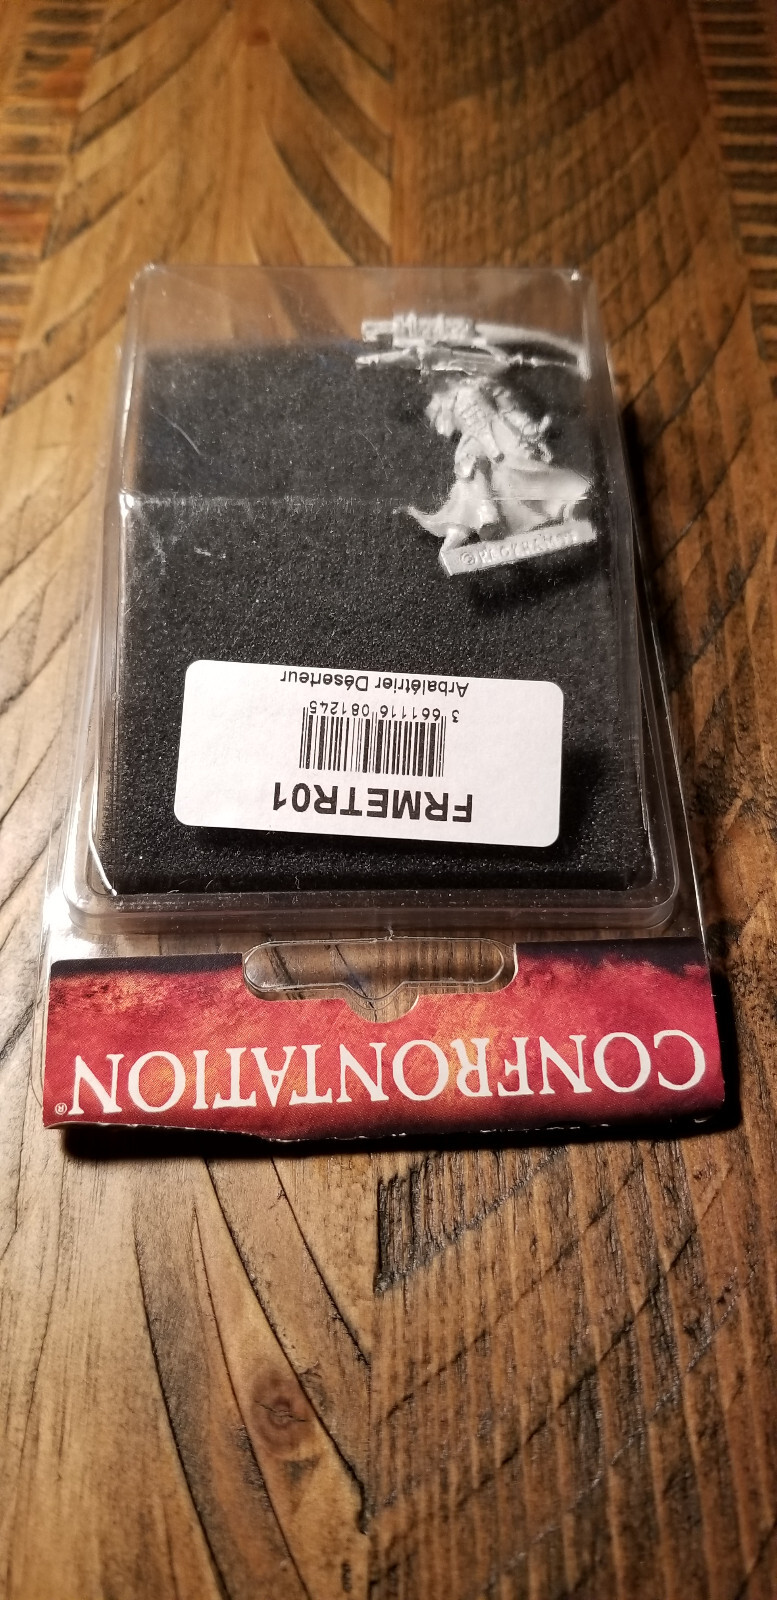 CONFRONTATION®
FRMETR01
3 661116 081245
Arbalétrier Déserteur